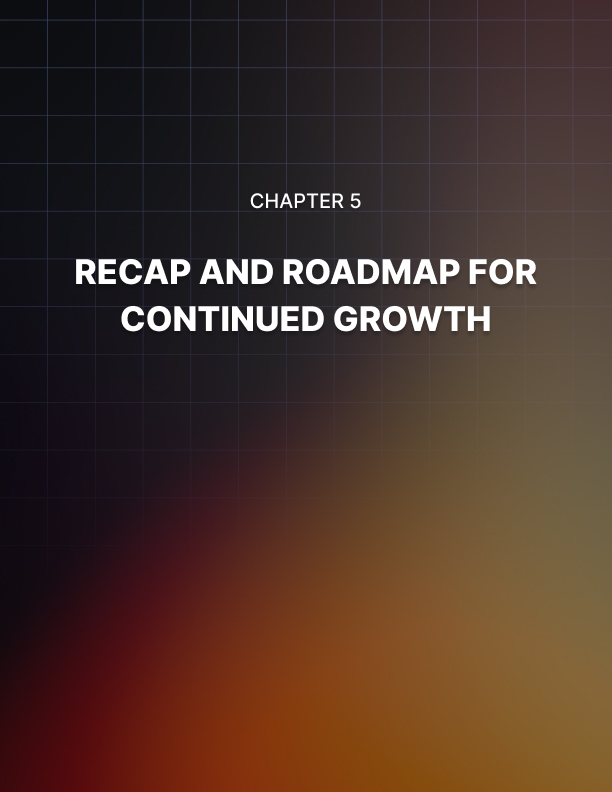 CHAPTER 5
RECAP AND ROADMAP FOR
CONTINUED GROWTH